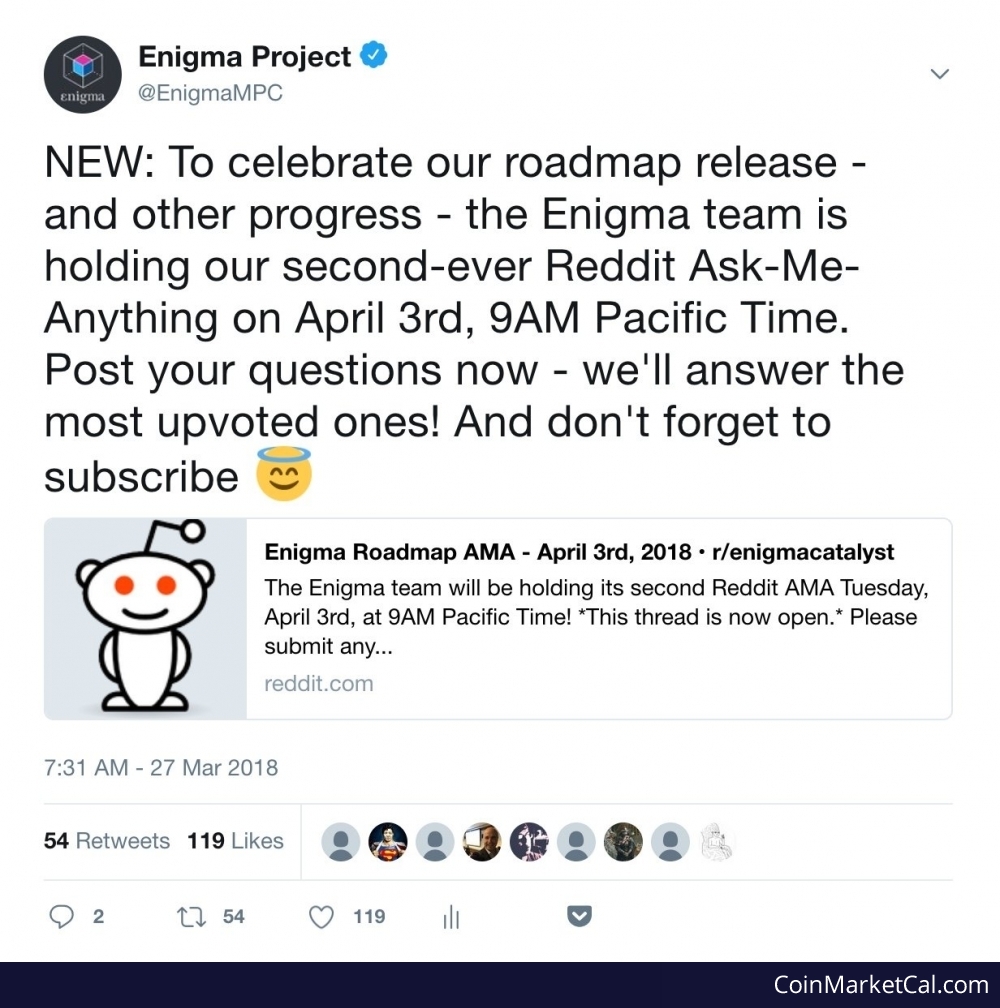 Enigma Project
enigma
@EnigmaMPC
NEW: To celebrate our roadmap release -
and other progress - the Enigma team is
holding our second-ever Reddit Ask-Me-
Anything on April 3rd, 9AM Pacific Time.
Post your questions now - we'll answer the
most upvoted ones! And don't forget to
subscribe 😇
Enigma Roadmap AMA - April 3rd, 2018 • r/enigmacatalyst
The Enigma team will be holding its second Reddit AMA Tuesday,
April 3rd, at 9AM Pacific Time! *This thread is now open.* Please
submit any...
reddit.com
7:31 AM - 27 Mar 2018
54 Retweets 119 Likes
2 54 119
CoinMarketCal.com